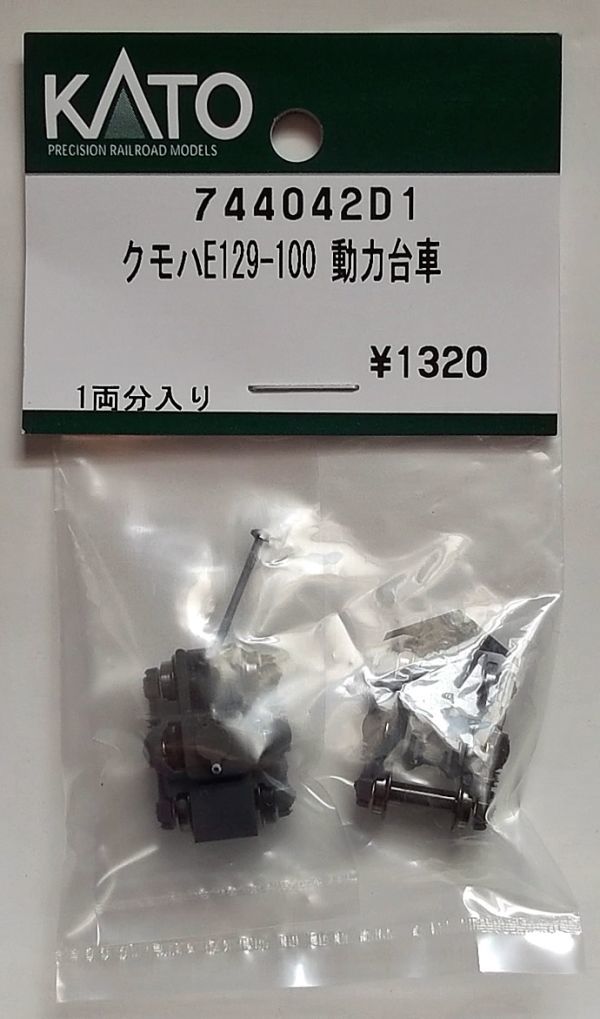 KATO
PRECISION RAILROAD MODELS
744042D1
クモハE129-100 動力台車
¥1320
1両分入り